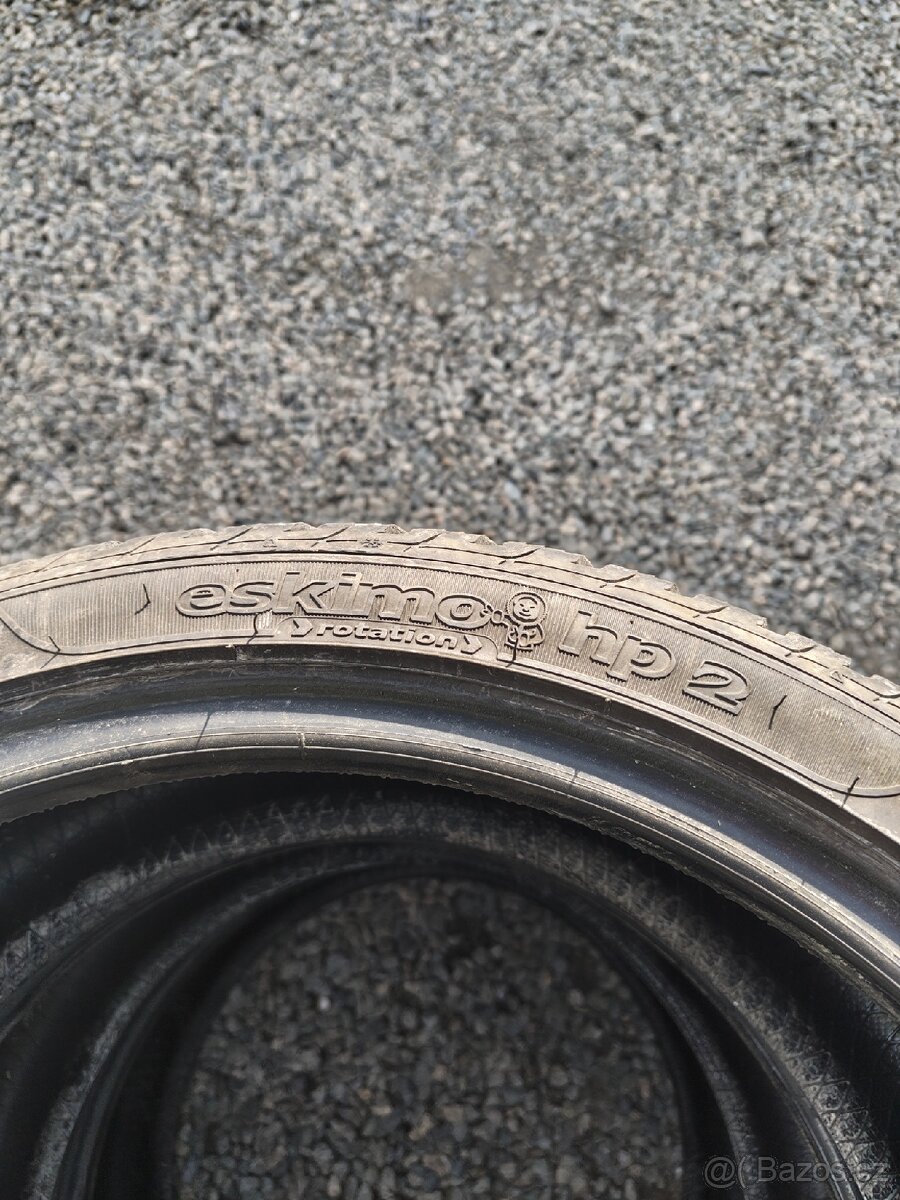 eskimo hp 2
rotation
@ Bazos.cz